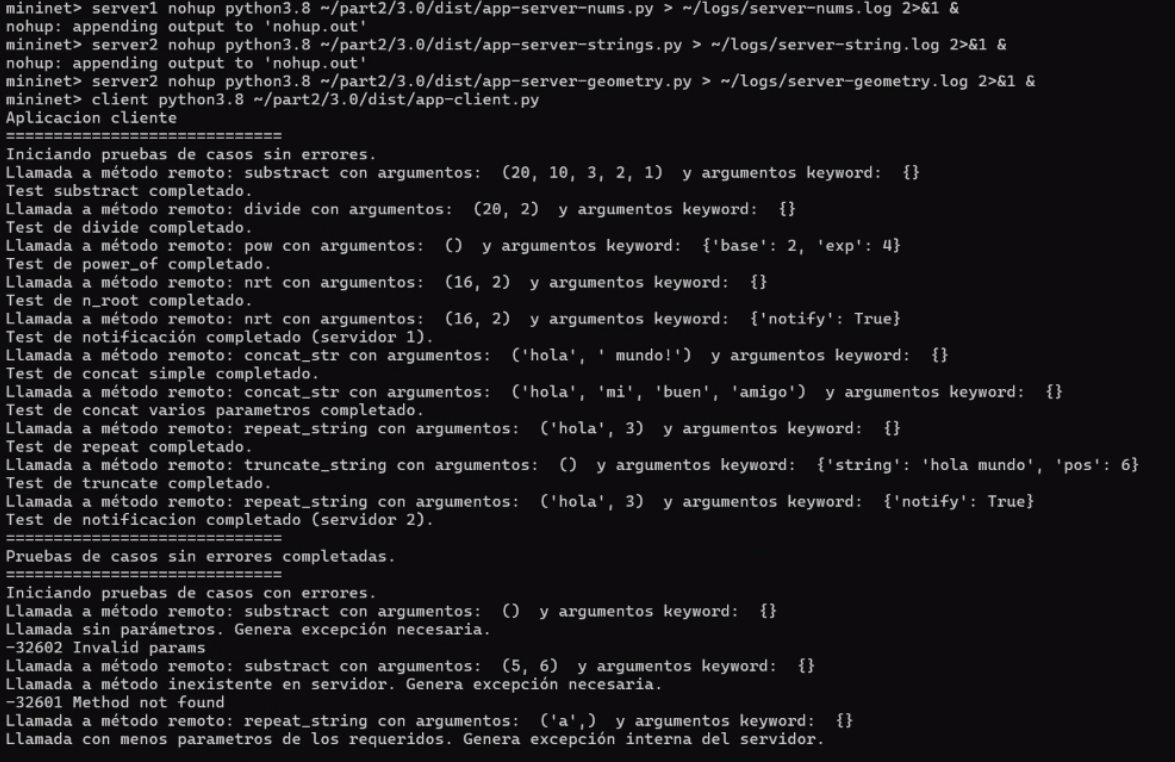 mininet> server1 nohup python3.8 ~/part2/3.0/dist/app-server-nums.py > ~/logs/server-nums.log 2>&1 &
nohup: appending output to 'nohup.out'
mininet> server2 nohup python3.8 ~/part2/3.0/dist/app-server-strings.py > ~/logs/server-string.log 2>&1 &
nohup: appending output to 'nohup.out'
mininet> server2 nohup python3.8 ~/part2/3.0/dist/app-server-geometry.py > ~/logs/server-geometry.log 2>&1 &
mininet> client python3.8 ~/part2/3.0/dist/app-client.py
Aplicacion cliente
=============================
Iniciando pruebas de casos sin errores.
Llamada a método remoto: substract con argumentos:  (20, 10, 3, 2, 1)  y argumentos keyword:  {}
Test substract completado.
Llamada a método remoto: divide con argumentos:  (20, 2)  y argumentos keyword:  {}
Test de divide completado.
Llamada a método remoto: pow con argumentos:  ()  y argumentos keyword:  {'base': 2, 'exp': 4}
Test de power_of completado.
Llamada a método remoto: nrt con argumentos:  (16, 2)  y argumentos keyword:  {}
Test de n_root completado.
Llamada a método remoto: nrt con argumentos:  (16, 2)  y argumentos keyword:  {'notify': True}
Test de notificación completado (servidor 1).
Llamada a método remoto: concat_str con argumentos:  ('hola', ' mundo!')  y argumentos keyword:  {}
Test de concat simple completado.
Llamada a método remoto: concat_str con argumentos:  ('hola', 'mi', 'buen', 'amigo')  y argumentos keyword:  {}
Test de concat varios parametros completado.
Llamada a método remoto: repeat_string con argumentos:  ('hola', 3)  y argumentos keyword:  {}
Test de repeat completado.
Llamada a método remoto: truncate_string con argumentos:  ()  y argumentos keyword:  {'string': 'hola mundo', 'pos': 6}
Test de truncate completado.
Llamada a método remoto: repeat_string con argumentos:  ('hola', 3)  y argumentos keyword:  {'notify': True}
Test de notificacion completado (servidor 2).
=============================
Pruebas de casos sin errores completadas.
=============================
Iniciando pruebas de casos con errores.
Llamada a método remoto: substract con argumentos:  ()  y argumentos keyword:  {}
Llamada sin parámetros. Genera excepción necesaria.
-32602 Invalid params
Llamada a método remoto: substract con argumentos:  (5, 6)  y argumentos keyword:  {}
Llamada a método inexistente en servidor. Genera excepción necesaria.
-32601 Method not found
Llamada a método remoto: repeat_string con argumentos:  ('a',)  y argumentos keyword:  {}
Llamada con menos parametros de los requeridos. Genera excepción interna del servidor.